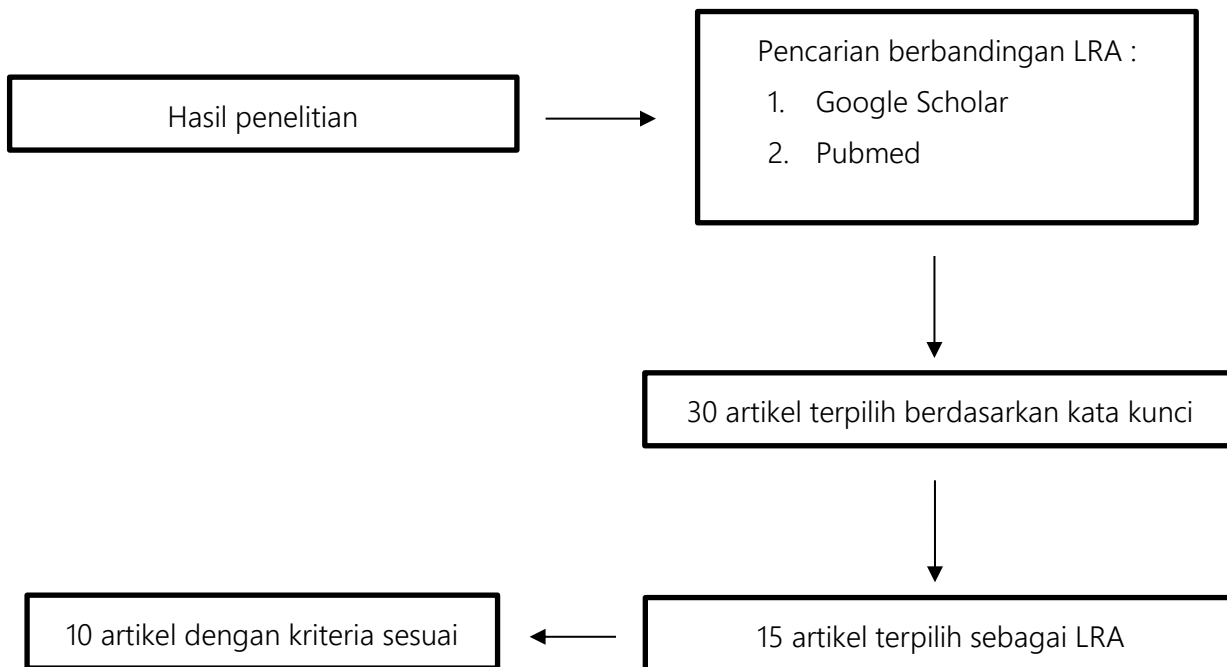 Hasil penelitian
Pencarian berbandingan LRA :
1. Google Scholar
2. Pubmed
30 artikel terpilih berdasarkan kata kunci
15 artikel terpilih sebagai LRA
10 artikel dengan kriteria sesuai